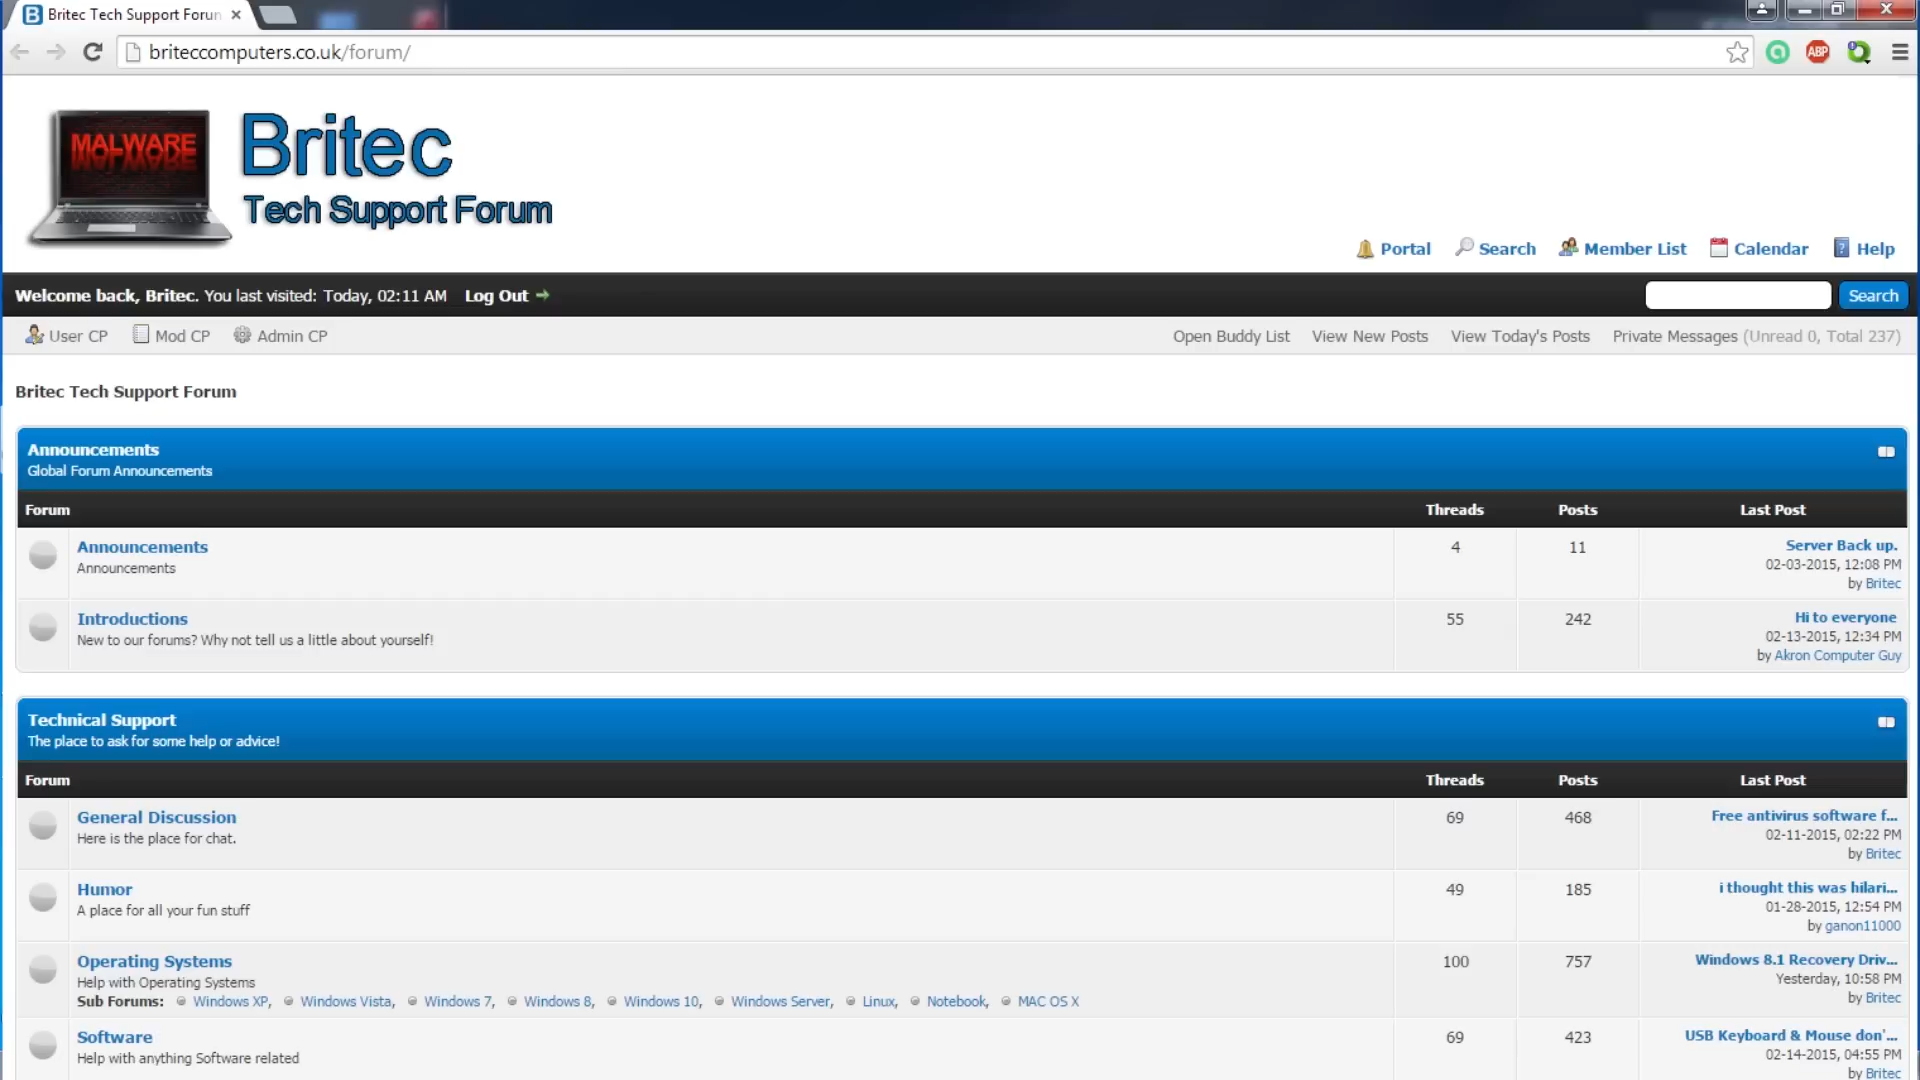 Britec Tech Support Forum
briteccomputers.co.uk/forum/
ABP
MALWARE
Britec
Tech Support Forum
Portal Search Member List Calendar Help
Welcome back, Britec. You last visited: Today, 02:11 AM Log Out
Search
User CP Mod CP Admin CP
Open Buddy List View New Posts View Today's Posts Private Messages (Unread 0, Total 237)
Britec Tech Support Forum
Announcements
Global Forum Announcements
Forum Threads Posts Last Post
Announcements 4 11 Server Back up.
Announcements 02-03-2015, 12:08 PM
by Britec
Introductions 55 242 Hi to everyone
New to our forums? Why not tell us a little about yourself! 02-13-2015, 12:34 PM
by Akron Computer Guy
Technical Support
The place to ask for some help or advice!
Forum Threads Posts Last Post
General Discussion 69 468 Free antivirus software f...
Here is the place for chat. 02-11-2015, 02:22 PM
by Britec
Humor 49 185 i thought this was hilari...
A place for all your fun stuff 01-28-2015, 12:54 PM
by ganon11000
Operating Systems 100 757 Windows 8.1 Recovery Driv...
Help with Operating Systems Yesterday, 10:58 PM
Sub Forums: Windows XP, Windows Vista, Windows 7, Windows 8, Windows 10, Windows Server, Linux, Notebook, MAC OS X by Britec
Software 69 423 USB Keyboard & Mouse don'...
Help with anything Software related 02-14-2015, 04:55 PM
by Britec